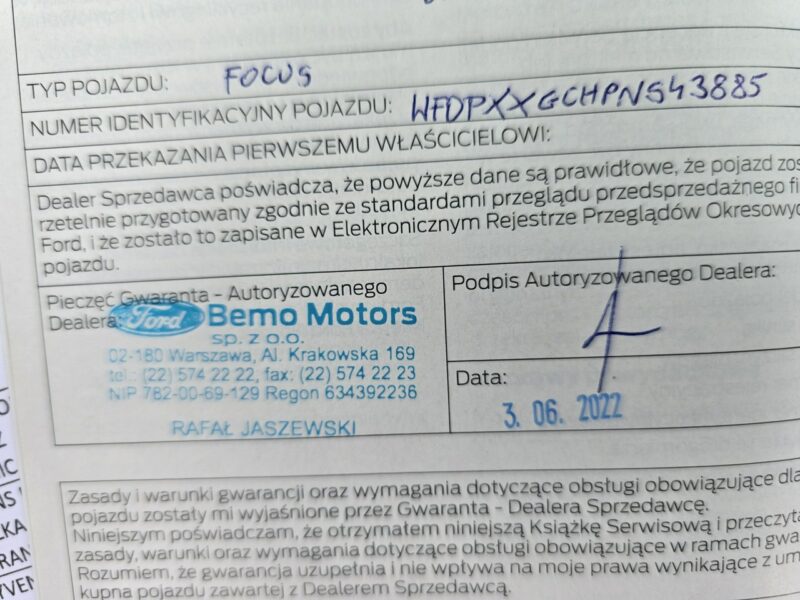 TYP POJAZDU: FOCUS
NUMER IDENTYFIKACYJNY POJAZDU: WFDPXXGCHPNS43885
DATA PRZEKAZANIA PIERWSZEMU WŁAŚCICIELOWI:
Dealer Sprzedawca poświadcza, że powyższe dane są prawidłowe, że pojazd zos
rzetelnie przygotowany zgodnie ze standardami przeglądu przedsprzedażnego fi
Ford, i że zostało to zapisane w Elektronicznym Rejestrze Przeglądów Okresowyc
pojazdu.
Pieczęć Gwaranta - Autoryzowanego
Dealera:
Ford Bemo Motors
sp. z o.o.
02-180 Warszawa, Al. Krakowska 169
tel.: (22) 574 22 22, fax: (22) 574 22 23
NIP 782-00-69-129 Regon 634392236
RAFAŁ JASZEWSKI
Podpis Autoryzowanego Dealera:
Data:
3. 06. 2022
Zasady i warunki gwarancji oraz wymagania dotyczące obsługi obowiązujące dla
pojazdu zostały mi wyjaśnione przez Gwaranta - Dealera Sprzedawcę.
Niniejszym poświadczam, że otrzymałem niniejszą Książkę Serwisową i przeczyta
zasady, warunki oraz wymagania dotyczące obsługi obowiązujące w ramach gwa
Rozumiem, że gwarancja uzupełnia i nie wpływa na moje prawa wynikające z um
kupna pojazdu zawartej z Dealerem Sprzedawcą.